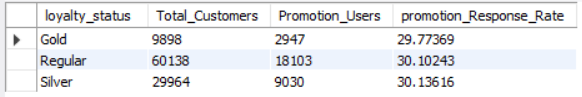 loyalty_status Total_Customers Promotion_Users promotion_Response_Rate
Gold 9898 2947 29.77369
Regular 60138 18103 30.10243
Silver 29964 9030 30.13616